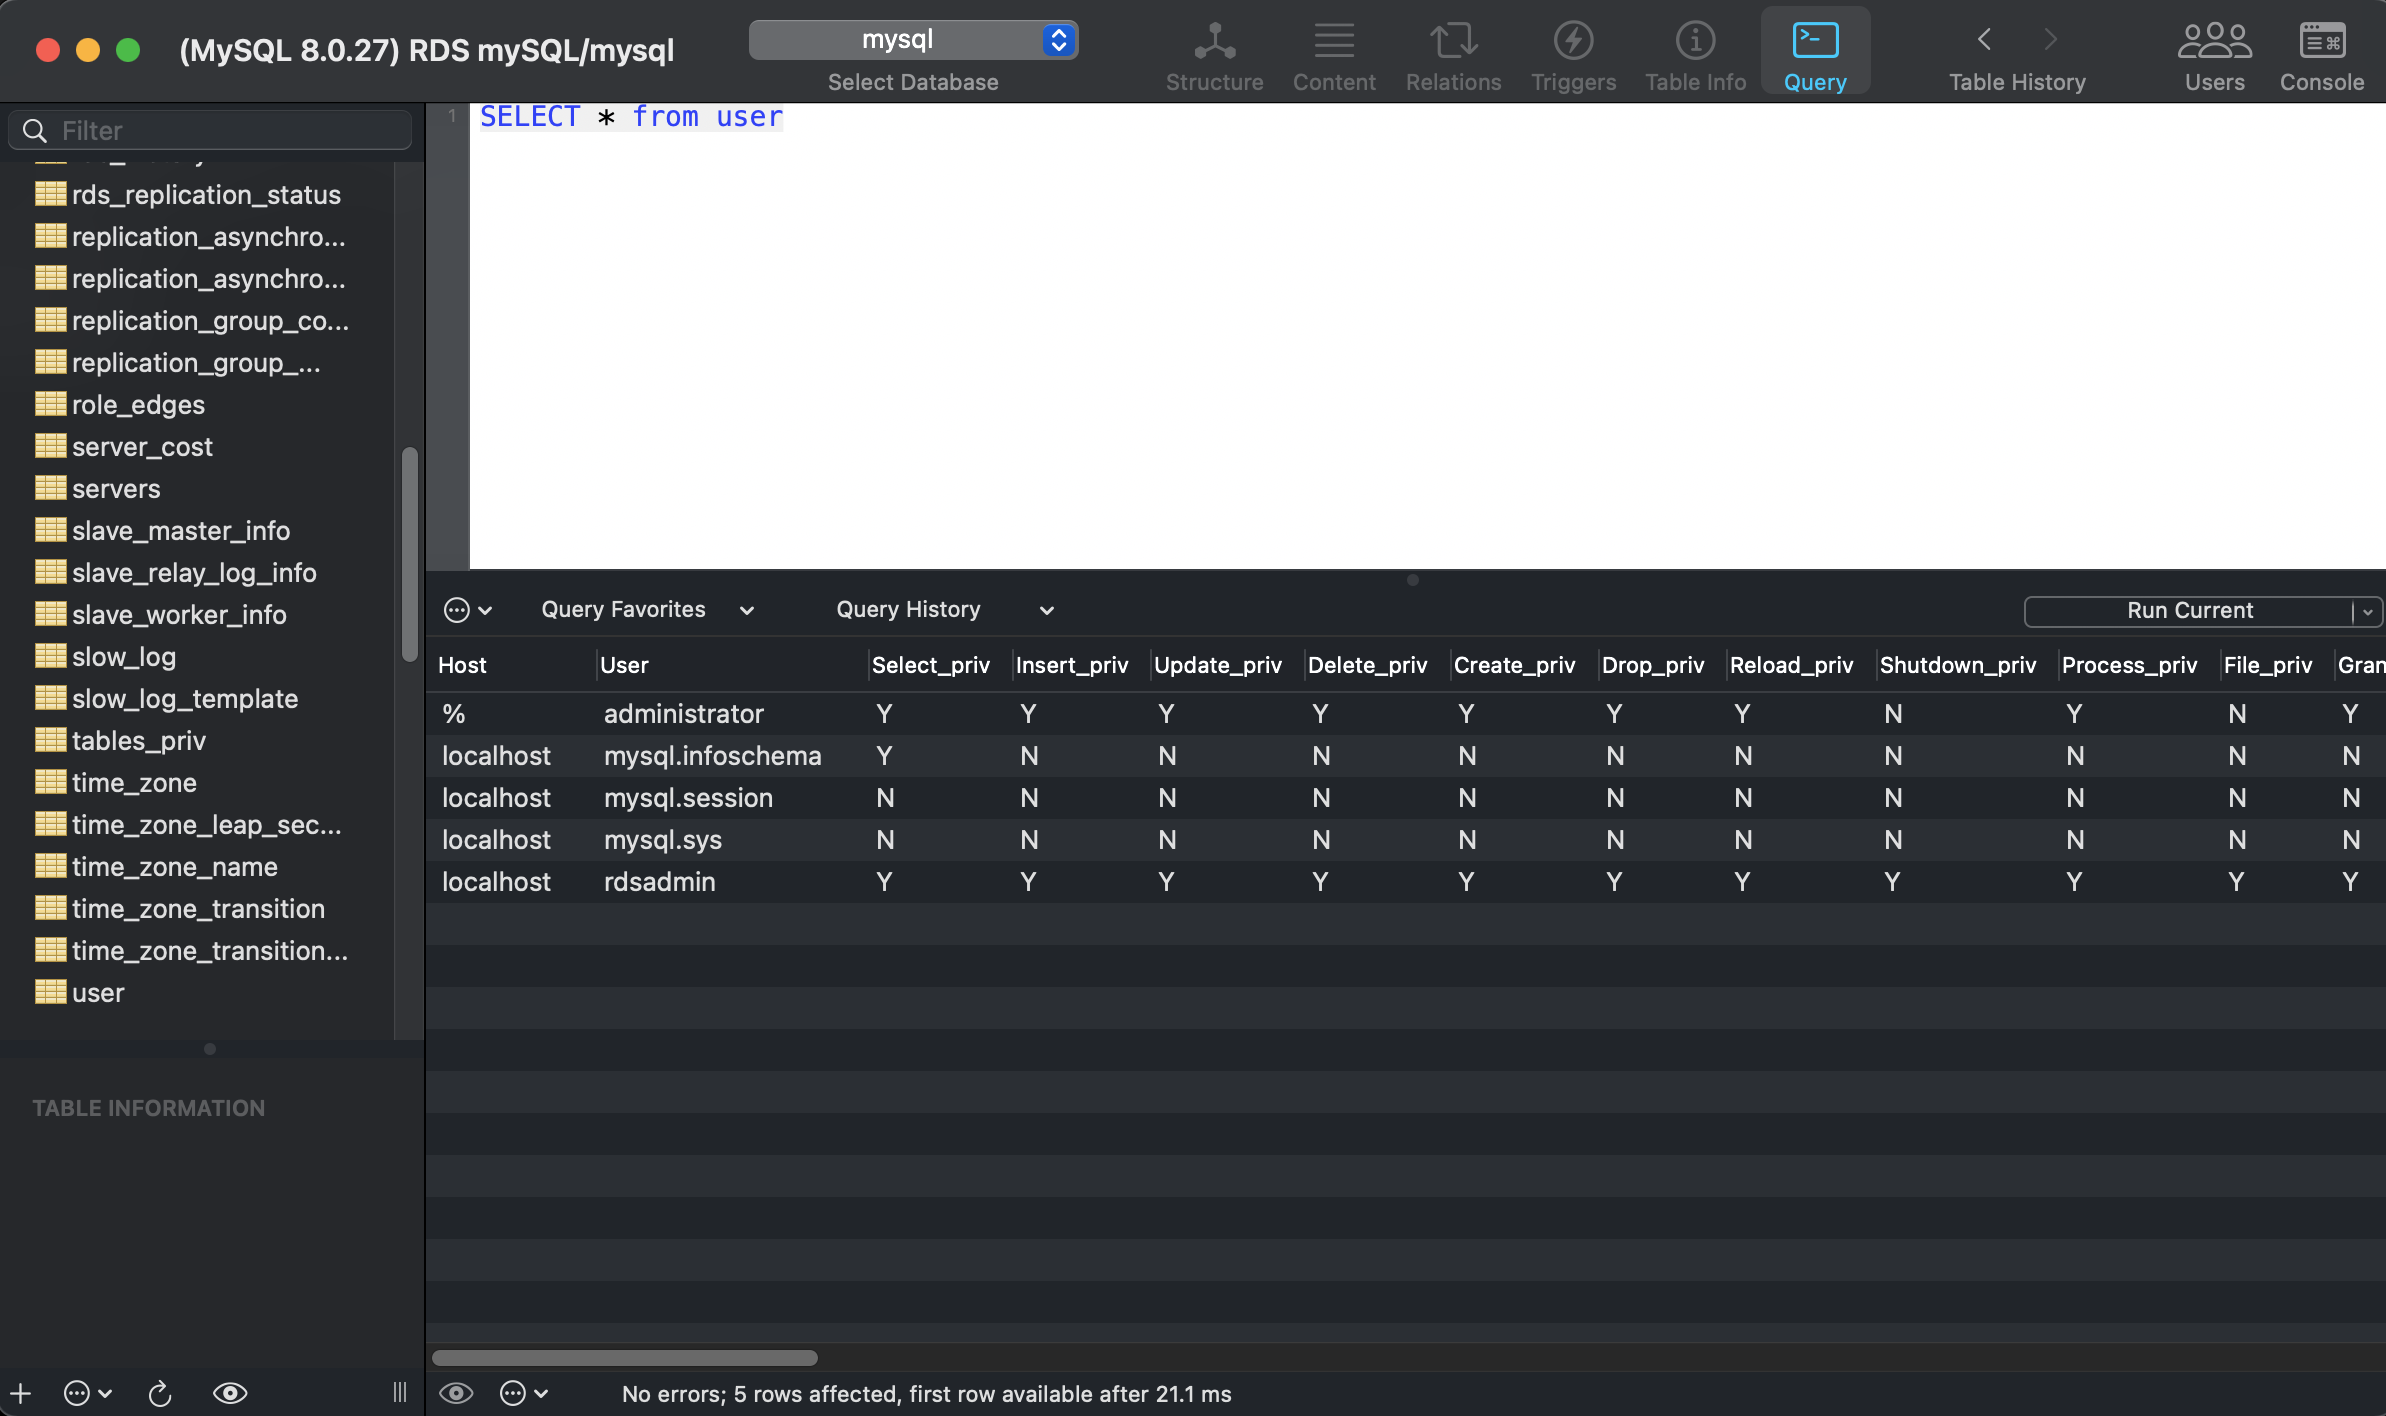 (MySQL 8.0.27) RDS mySQL/mysql
mysql
Select Database
Structure
Content
Relations
Triggers
Table Info
Query
Table History
Users
Console
Filter
rds_replication_status
replication_asynchro...
replication_asynchro...
replication_group_co...
replication_group_...
role_edges
server_cost
servers
slave_master_info
slave_relay_log_info
slave_worker_info
slow_log
slow_log_template
tables_priv
time_zone
time_zone_leap_sec...
time_zone_name
time_zone_transition
time_zone_transition...
user
TABLE INFORMATION
1 SELECT * from user
Query Favorites
Query History
Run Current
Host User Select_priv Insert_priv Update_priv Delete_priv Create_priv Drop_priv Reload_priv Shutdown_priv Process_priv File_priv Gran
% administrator Y Y Y Y Y Y Y N Y N Y
localhost mysql.infoschema Y N N N N N N N N N N
localhost mysql.session N N N N N N N N N N N
localhost mysql.sys N N N N N N N N N N N
localhost rdsadmin Y Y Y Y Y Y Y Y Y Y Y
No errors; 5 rows affected, first row available after 21.1 ms